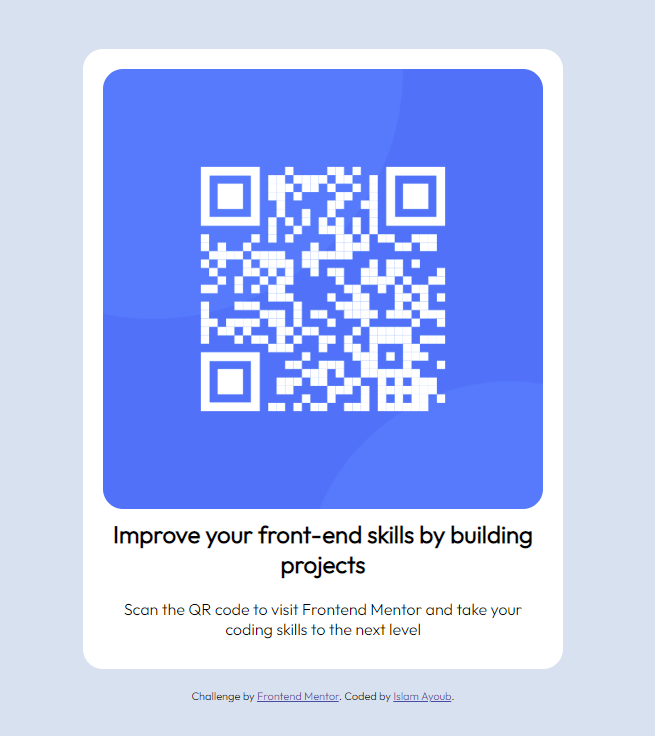 Improve your front-end skills by building
projects
Scan the QR code to visit Frontend Mentor and take your
coding skills to the next level
Challenge by Frontend Mentor. Coded by Islam Ayoub.